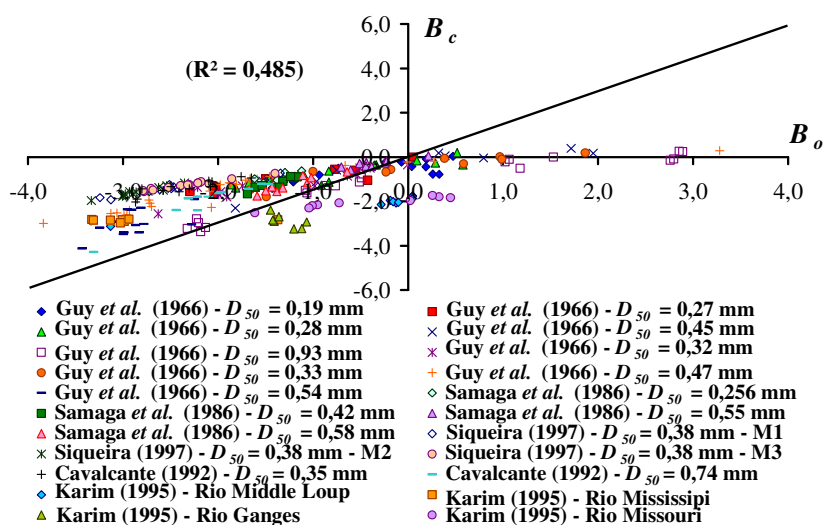 6,0
B c
(R² = 0,485)
4,0
2,0
0,0
B o
-4,0 -3,0 -2,0 -1,0 0,0 1,0 2,0 3,0 4,0
-2,0
-4,0
-6,0
Guy et al. (1966) - D 50 = 0,19 mm
Guy et al. (1966) - D 50 = 0,27 mm
Guy et al. (1966) - D 50 = 0,28 mm
Guy et al. (1966) - D 50 = 0,45 mm
Guy et al. (1966) - D 50 = 0,93 mm
Guy et al. (1966) - D 50 = 0,32 mm
Guy et al. (1966) - D 50 = 0,33 mm
Guy et al. (1966) - D 50 = 0,47 mm
Guy et al. (1966) - D 50 = 0,54 mm
Samaga et al. (1986) - D 50 = 0,256 mm
Samaga et al. (1986) - D 50 = 0,42 mm
Samaga et al. (1986) - D 50 = 0,55 mm
Samaga et al. (1986) - D 50 = 0,58 mm
Siqueira (1997) - D 50 = 0,38 mm - M1
Siqueira (1997) - D 50 = 0,38 mm - M2
Siqueira (1997) - D 50 = 0,38 mm - M3
Cavalcante (1992) - D 50 = 0,35 mm
Cavalcante (1992) - D 50 = 0,74 mm
Karim (1995) - Rio Middle Loup
Karim (1995) - Rio Mississipi
Karim (1995) - Rio Ganges
Karim (1995) - Rio Missouri